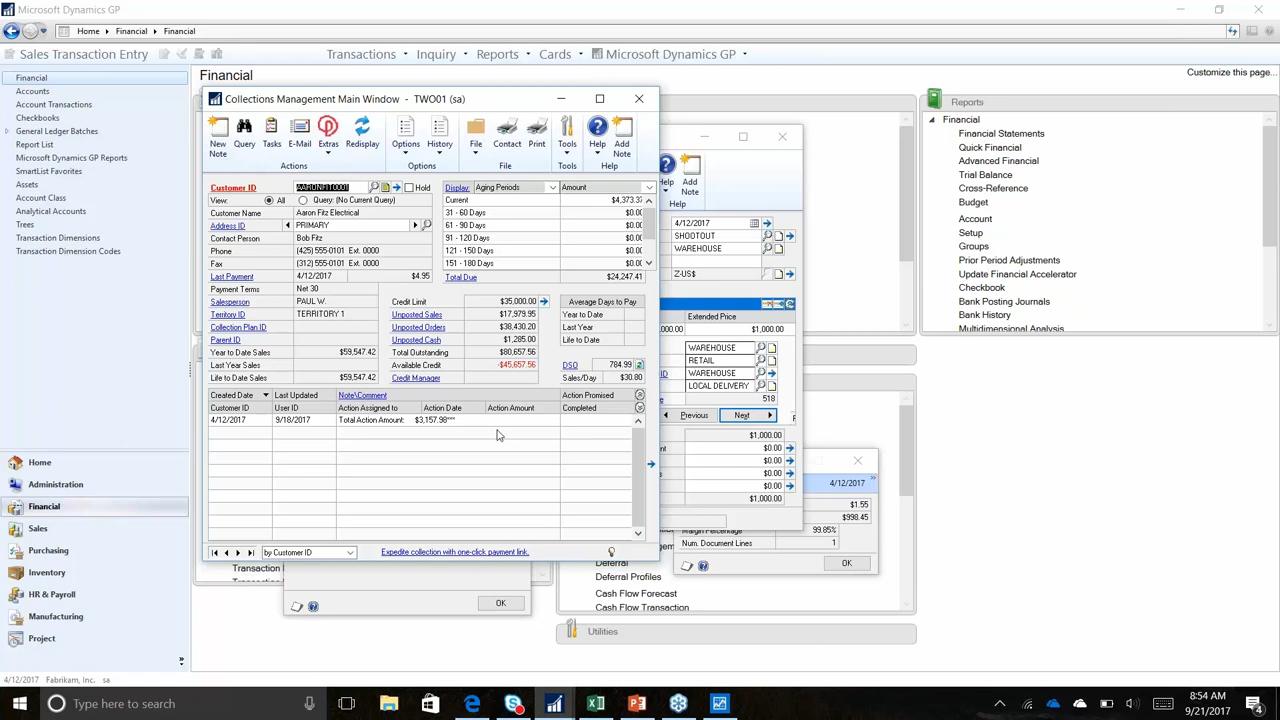 Microsoft Dynamics GP
Home Financial Financial
Sales Transaction Entry
Transactions Inquiry Reports Cards Microsoft Dynamics GP
Financial
Accounts
Account Transactions
Checkbooks
General Ledger Batches
Report List
Microsoft Dynamics GP Reports
SmartList Favorites
Assets
Account Class
Analytical Accounts
Trees
Transaction Dimensions
Transaction Dimension Codes
Home
Administration
Financial
Sales
Purchasing
Inventory
HR & Payroll
Manufacturing
Project
4/12/2017 Fabrikam, Inc. sa
Financial
Customize this page...
Collections Management Main Window - TWO01 (sa)
New Note
Query
Tasks
E-Mail
Extras
Redisplay
Options
History
File
Contact
Print
Tools
Help
Add Note
Actions Options File Tools Help
Customer ID AARONFIT0001 Hold
View: All Query: (No Current Query)
Customer Name Aaron Fitz Electrical
Address ID PRIMARY
Contact Person Bob Fitz
Phone (425) 555-0101 Ext. 0000
Fax (312) 555-0101 Ext. 0000
Last Payment 4/12/2017 $4.95
Payment Terms Net 30
Salesperson PAUL W.
Territory ID TERRITORY 1
Collection Plan ID
Parent ID
Year to Date Sales $59,547.42
Last Year Sales
Life to Date Sales $59,547.42
Display: Aging Periods Amount
Current $4,373.37
31 - 60 Days $0.00
61 - 90 Days $0.00
91 - 120 Days $0.00
121 - 150 Days $0.00
151 - 180 Days $0.00
Total Due $24,247.41
Credit Limit $35,000.00
Unposted Sales $17,979.95
Unposted Orders $38,430.20
Unposted Cash $1,285.00
Total Outstanding $80,657.56
Available Credit -$45,657.56
Credit Manager
Average Days to Pay
Year to Date
Last Year
Life to Date
DSO 784.99
Sales/Day $30.80
Created Date Last Updated Note\Comment Action Promised
Customer ID User ID Action Assigned to Action Date Action Amount Completed
4/12/2017 9/18/2017 Total Action Amount: $3,157.98***
by Customer ID
Expedite collection with one-click payment link.
Add Note
Help
4/12/2017
SHOOTOUT
WAREHOUSE
Z-US$
Extended Price
$1,000.00
WAREHOUSE
RETAIL
WAREHOUSE
LOCAL DELIVERY
518
Previous Next
$1,000.00
$0.00
$0.00
$0.00
$0.00
$1,000.00
4/12/2017
$1.55
$998.45
Margin Percentage 99.85%
Num. Document Lines 1
OK
OK
Transaction
Deferral
Deferral Profiles
Cash Flow Forecast
Cash Flow Transaction
Utilities
Reports
Financial
Financial Statements
Quick Financial
Advanced Financial
Trial Balance
Cross-Reference
Budget
Account
Setup
Groups
Prior Period Adjustments
Update Financial Accelerator
Checkbook
Bank Posting Journals
Bank History
Multidimensional Analysis
Type here to search
8:54 AM
9/21/2017
4